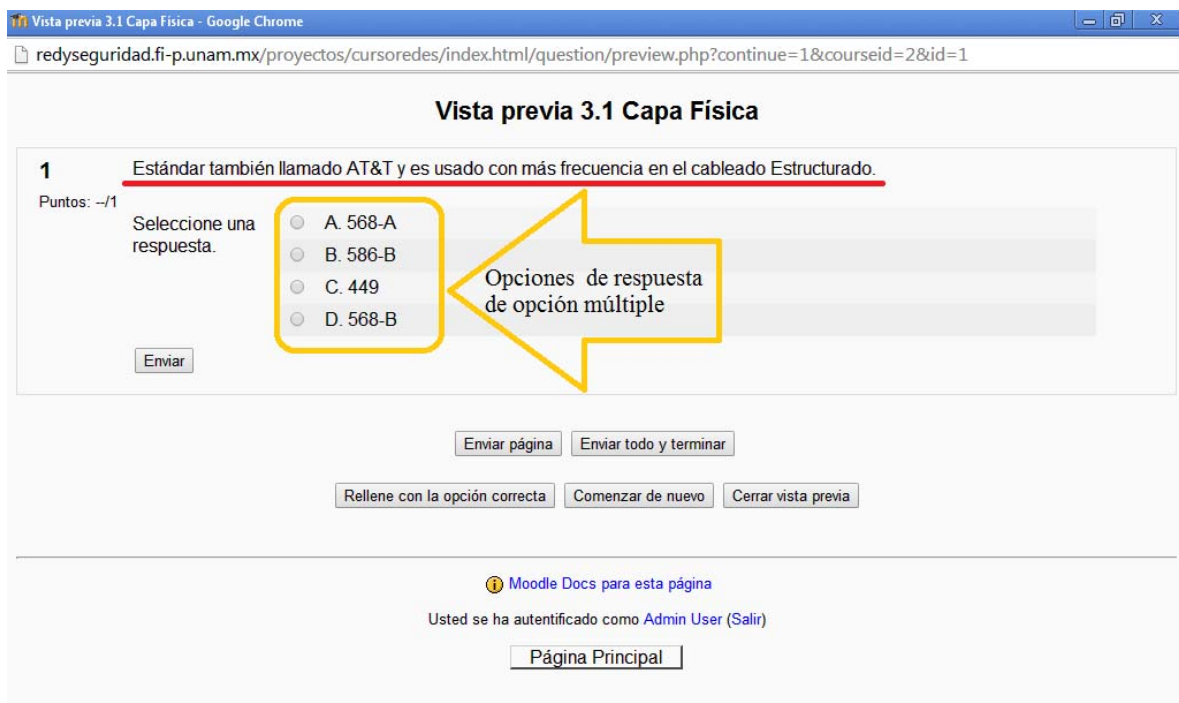 Vista previa 3.1 Capa Física - Google Chrome
redyseguridad.fi-p.unam.mx/proyectos/cursoredes/index.html/question/preview.php?continue=1&courseid=2&id=1
Vista previa 3.1 Capa Física
1
Estándar también llamado AT&T y es usado con más frecuencia en el cableado Estructurado.
Puntos: --/1
Seleccione una
respuesta.
A. 568-A
B. 586-B
C. 449
D. 568-B
Opciones de respuesta
de opción múltiple
Enviar
Enviar página
Enviar todo y terminar
Rellene con la opción correcta
Comenzar de nuevo
Cerrar vista previa
Moodle Docs para esta página
Usted se ha autentificado como Admin User (Salir)
Página Principal